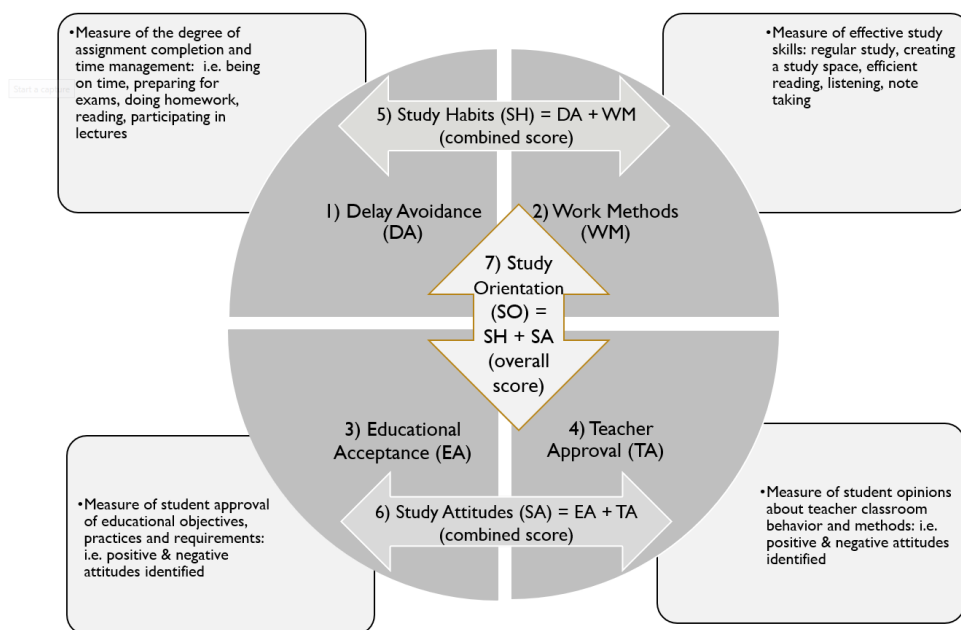 •Measure of the degree of
assignment completion and
time management:  i.e. being
on time, preparing for
exams, doing homework,
reading, participating in
lectures
•Measure of effective study
skills: regular study, creating
a study space, efficient
reading, listening, note
taking
Start a capture
5) Study Habits (SH) = DA + WM
(combined score)
1) Delay Avoidance
(DA)
2) Work Methods
(WM)
7) Study
Orientation
(SO) =
SH + SA
(overall
score)
3) Educational
Acceptance (EA)
4) Teacher
Approval (TA)
6) Study Attitudes (SA) = EA + TA
(combined score)
•Measure of student approval
of educational objectives,
practices and requirements:
i.e. positive & negative
attitudes identified
•Measure of student opinions
about teacher classroom
behavior and methods: i.e.
positive & negative attitudes
identified